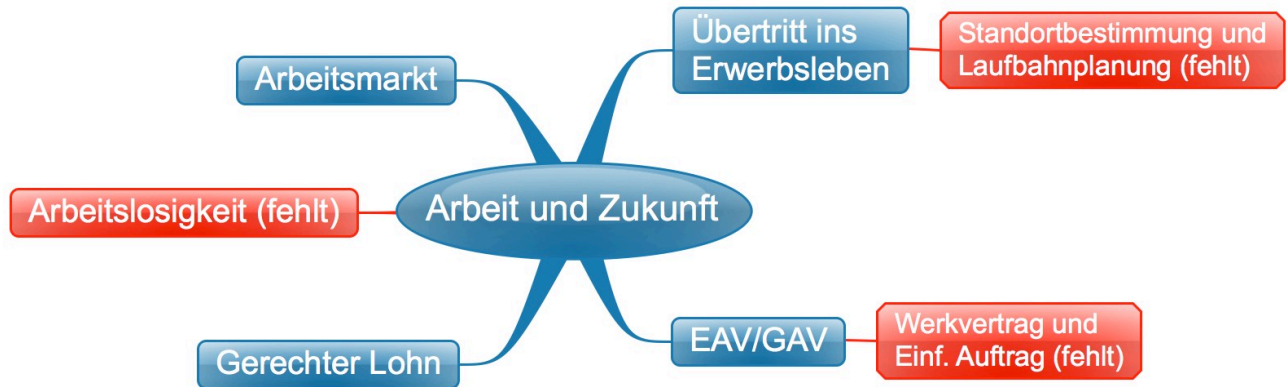 Übertritt ins
Erwerbsleben
Standortbestimmung und
Laufbahnplanung (fehlt)
Arbeitsmarkt
Arbeitslosigkeit (fehlt)
Arbeit und Zukunft
Gerechter Lohn
EAV/GAV
Werkvertrag und
Einf. Auftrag (fehlt)